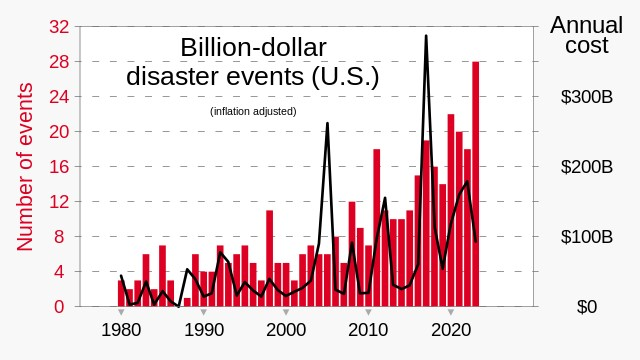 Billion-dollar
disaster events (U.S.)
(inflation adjusted)
Annual
cost
Number of events
32
28
24
20
16
12
8
4
0
$300B
$200B
$100B
$0
1980
1990
2000
2010
2020